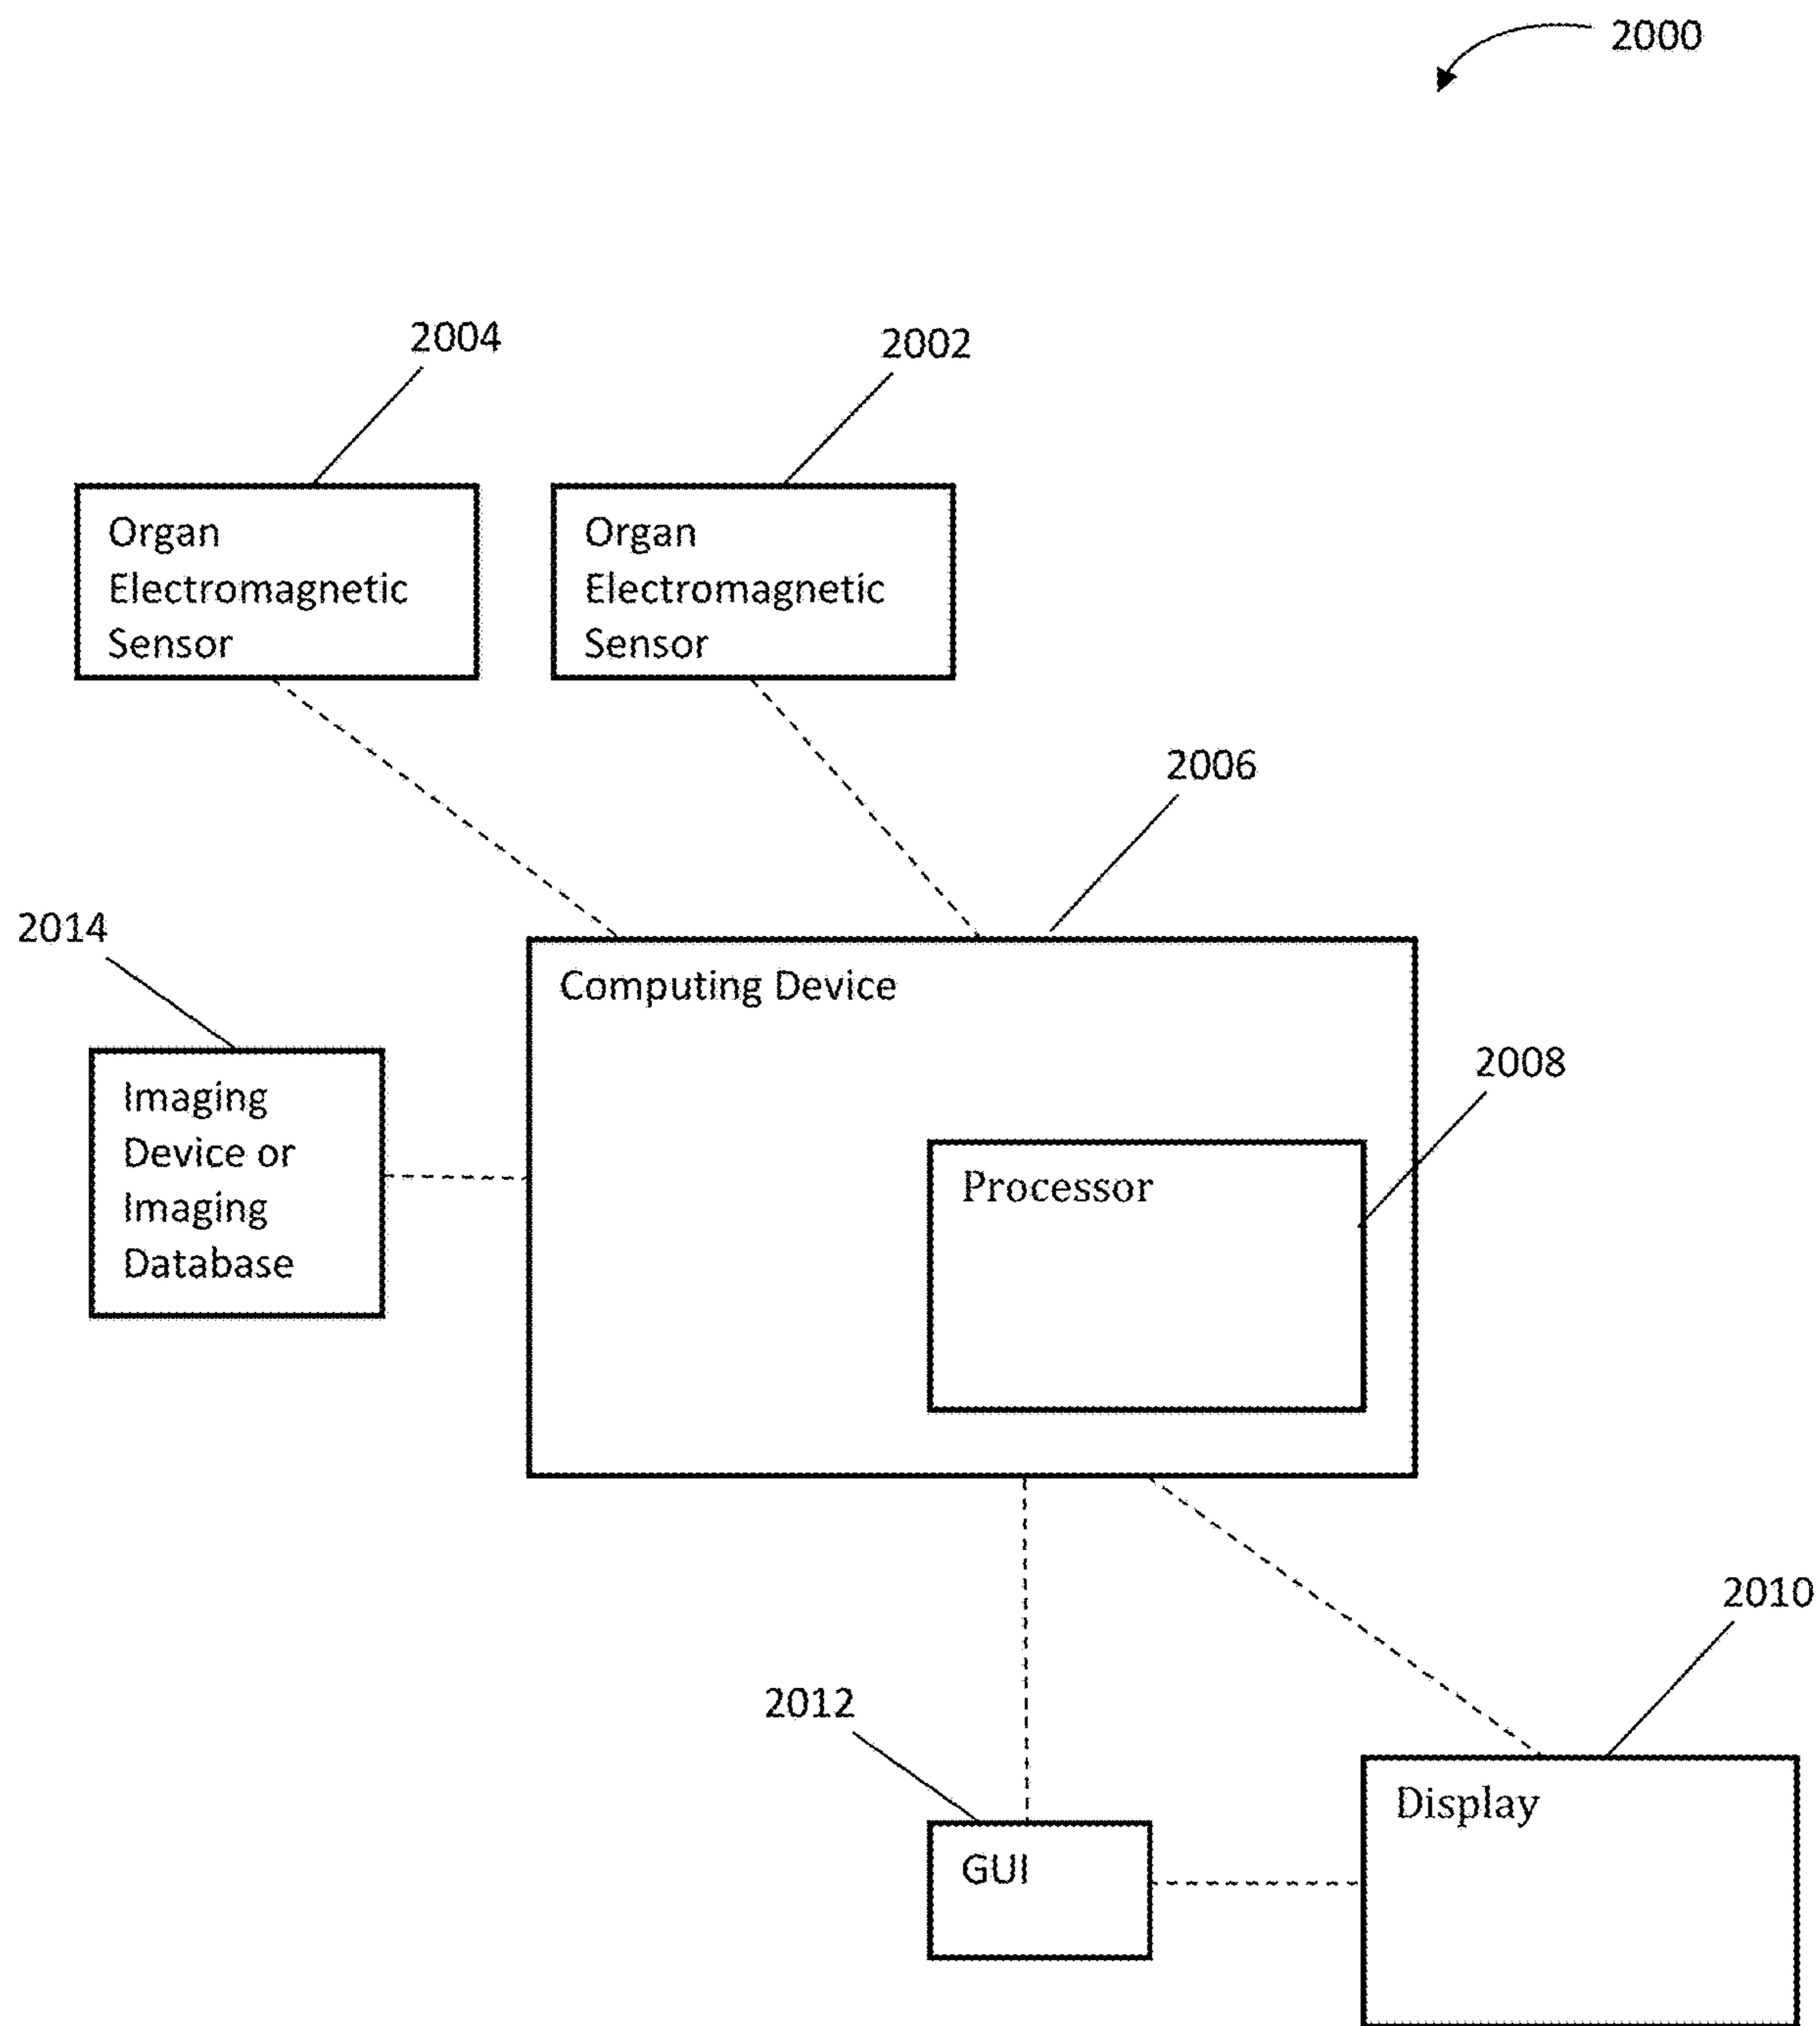 2000
2004
2002
Organ
Electromagnetic
Sensor
Organ
Electromagnetic
Sensor
2006
2014
Computing Device
Imaging
Device or
Imaging
Database
2008
Processor
2010
2012
Display
GUI